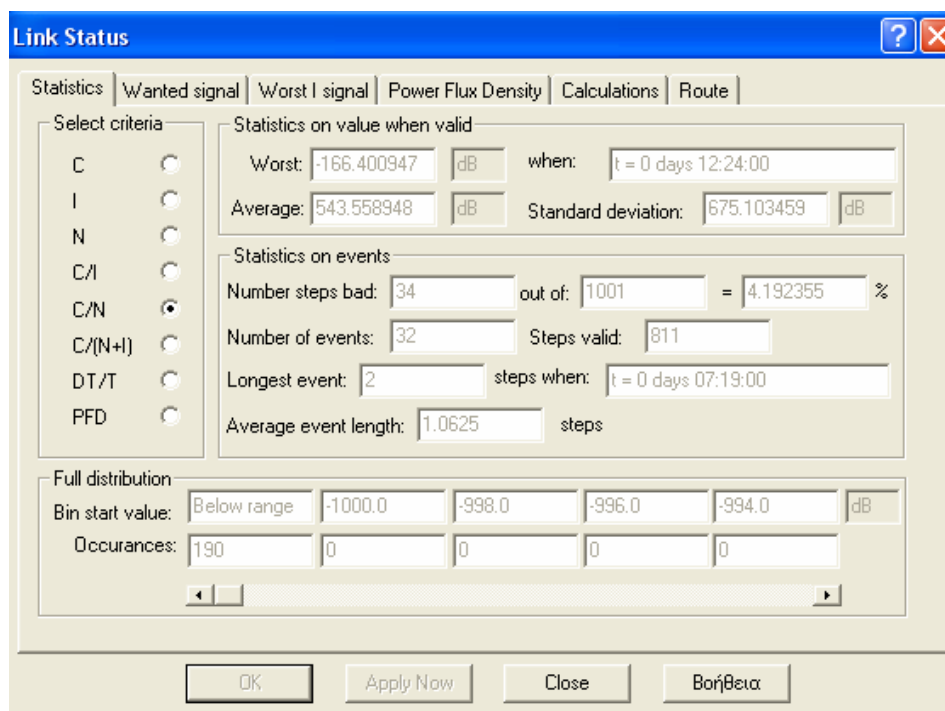 Link Status
Statistics Wanted signal Worst I signal Power Flux Density Calculations Route
Select criteria
C
I
N
C/I
C/N
C/(N+I)
DT/T
PFD
Statistics on value when valid
Worst: -166.400947 dB when: t = 0 days 12:24:00
Average: 543.558948 dB Standard deviation: 675.103459 dB
Statistics on events
Number steps bad: 34 out of: 1001 = 4.192355 %
Number of events: 32 Steps valid: 811
Longest event: 2 steps when: t = 0 days 07:19:00
Average event length: 1.0625 steps
Full distribution
Bin start value: Below range -1000.0 -998.0 -996.0 -994.0 dB
Occurances: 190 0 0 0 0
OK Apply Now Close Βοήθεια